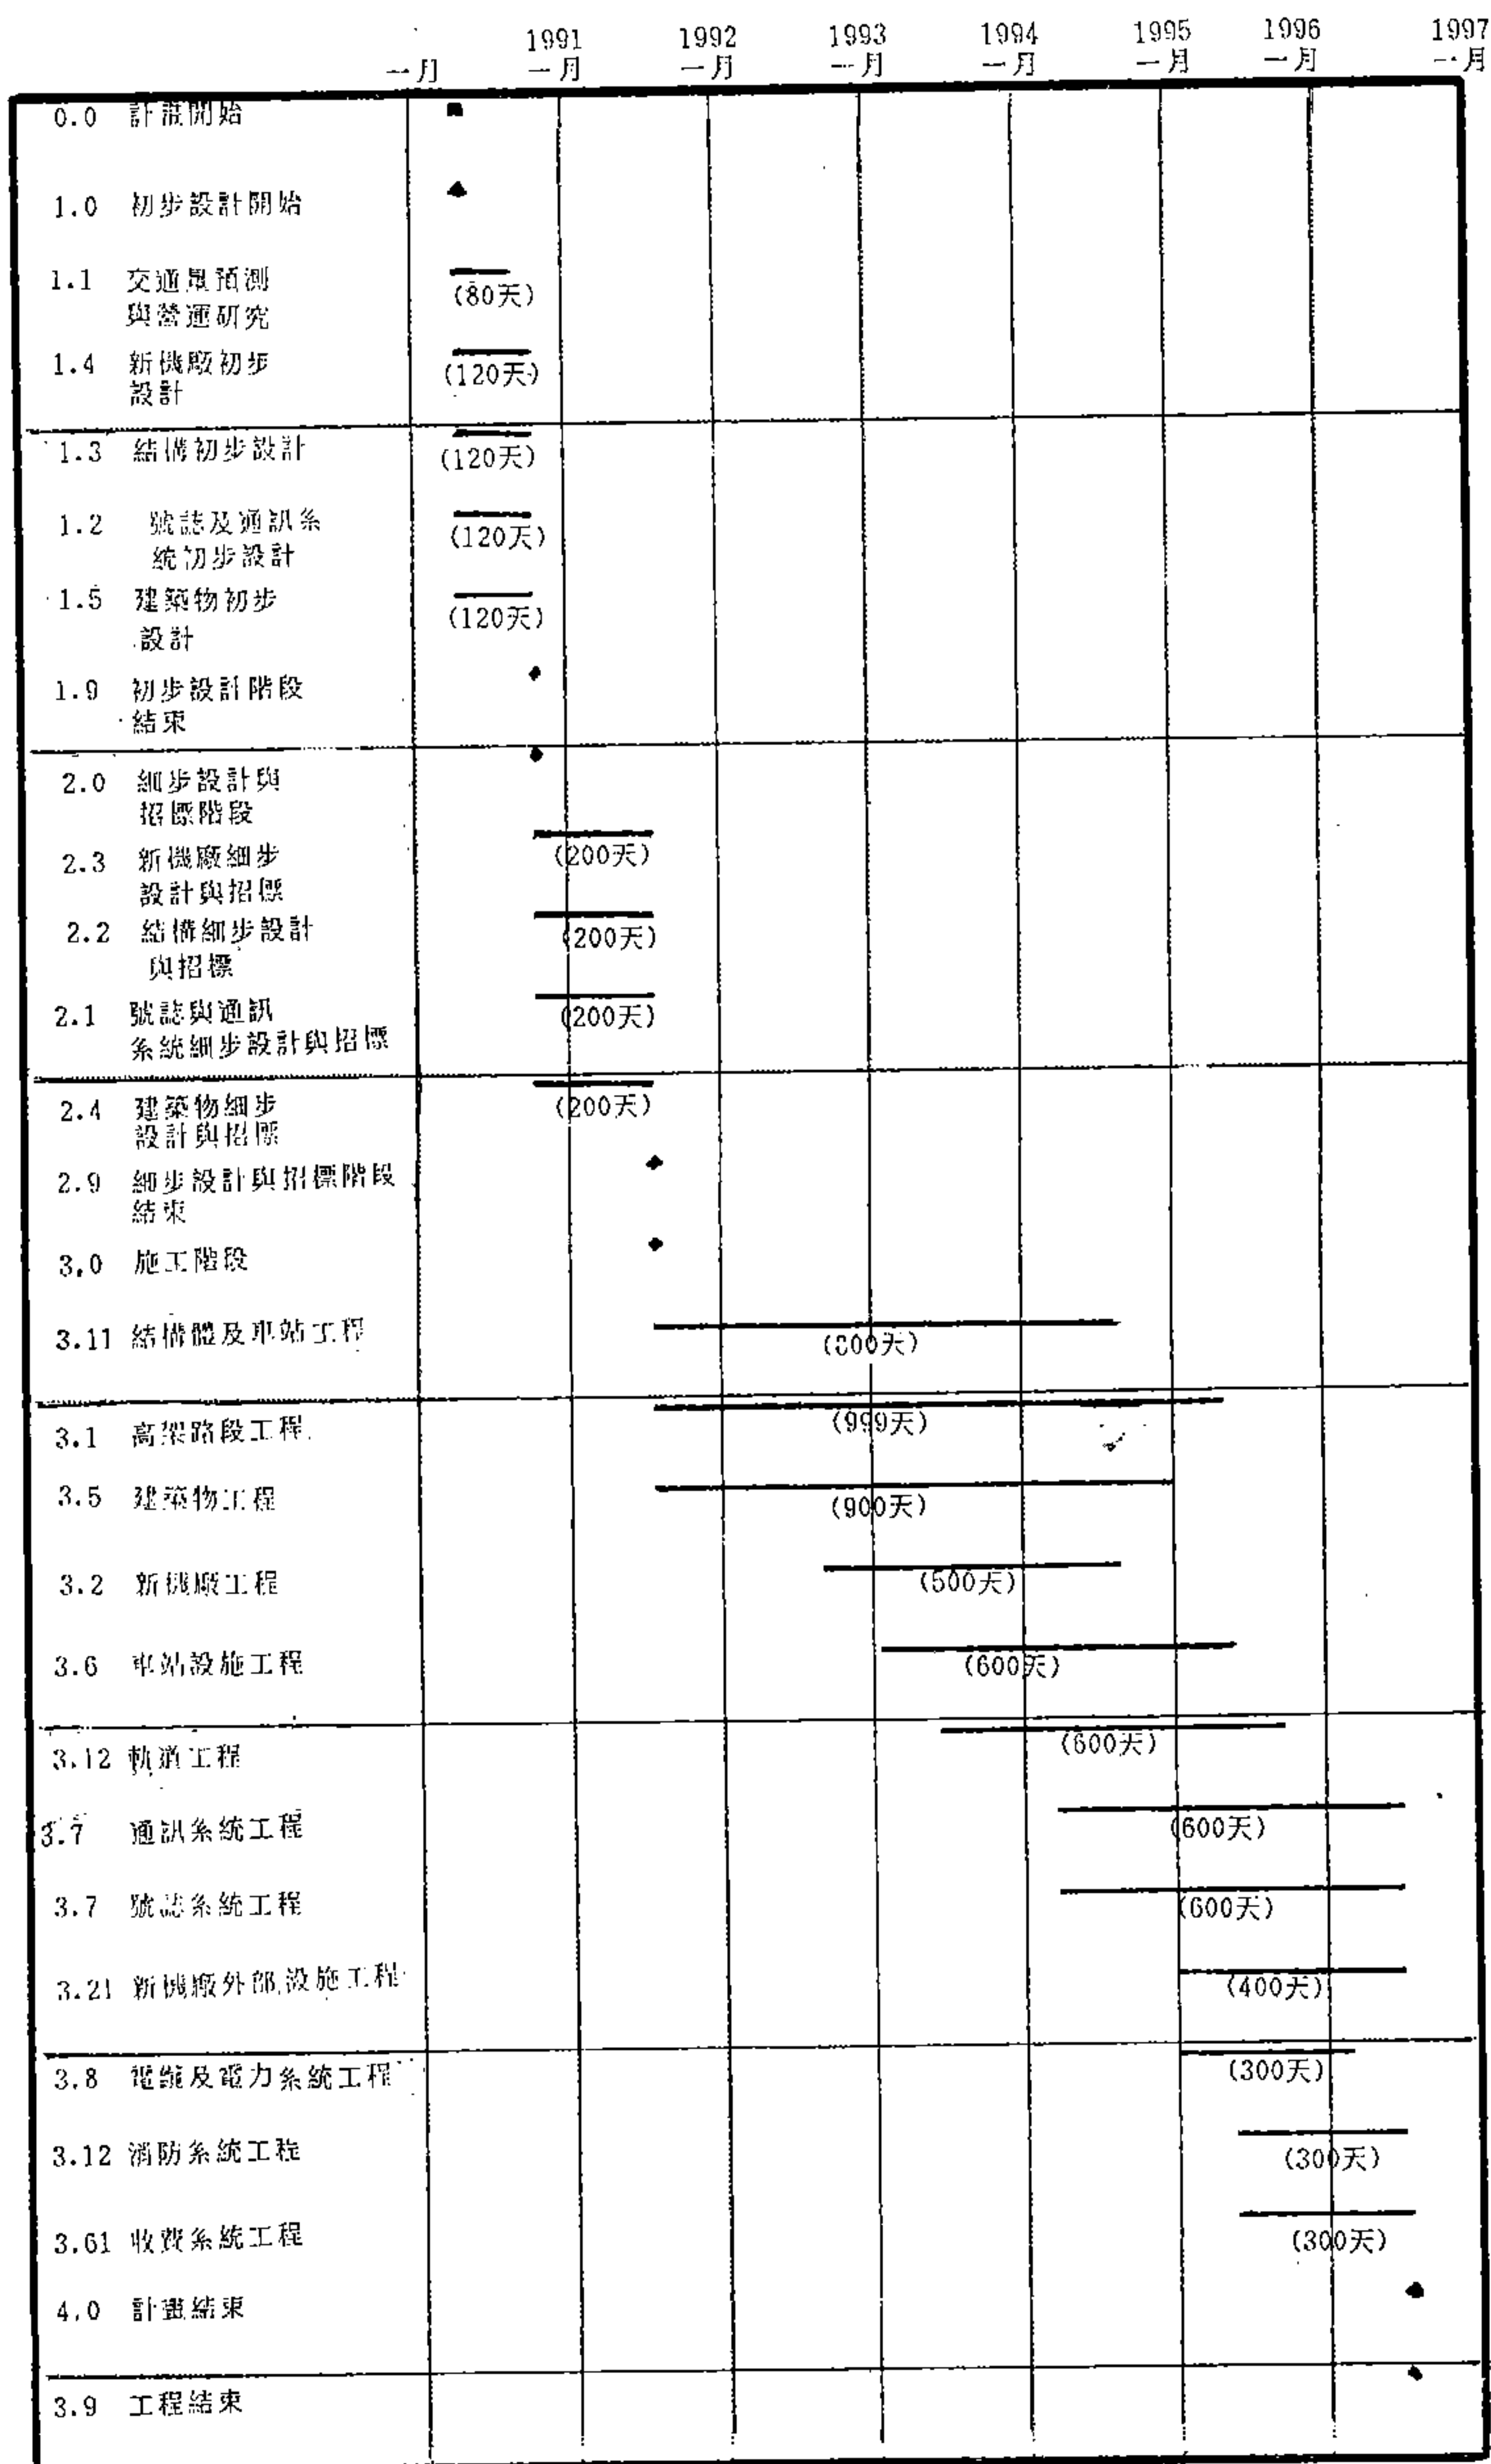 一月
1991
一月
1992
一月
1993
一月
1994
一月
1995
一月
1996
一月
1997
一月
0.0 計畫開始
1.0 初步設計開始
1.1 交通量預測
與營運研究
(80天)
1.4 新機廠初步
設計
(120天)
1.3 結構初步設計
(120天)
1.2 號誌及通訊系
統初步設計
(120天)
1.5 建築物初步
設計
(120天)
1.9 初步設計階段
結束
2.0 細步設計與
招標階段
2.3 新機廠細步
設計與招標
(200天)
2.2 結構細步設計
與招標
(200天)
2.1 號誌與通訊
系統細步設計與招標
(200天)
2.4 建築物細步
設計與招標
(200天)
2.9 細步設計與招標階段
結束
3.0 施工階段
3.11 結構體及車站工程
(800天)
3.1 高架路段工程
(999天)
3.5 建築物工程
(900天)
3.2 新機廠工程
(500天)
3.6 車站設施工程
(600天)
3.12 軌道工程
(600天)
3.7 通訊系統工程
(600天)
3.7 號誌系統工程
(600天)
3.21 新機廠外部設施工程
(400天)
3.8 電纜及電力系統工程
(300天)
3.12 消防系統工程
(300天)
3.61 收費系統工程
(300天)
4.0 計畫結束
3.9 工程結束